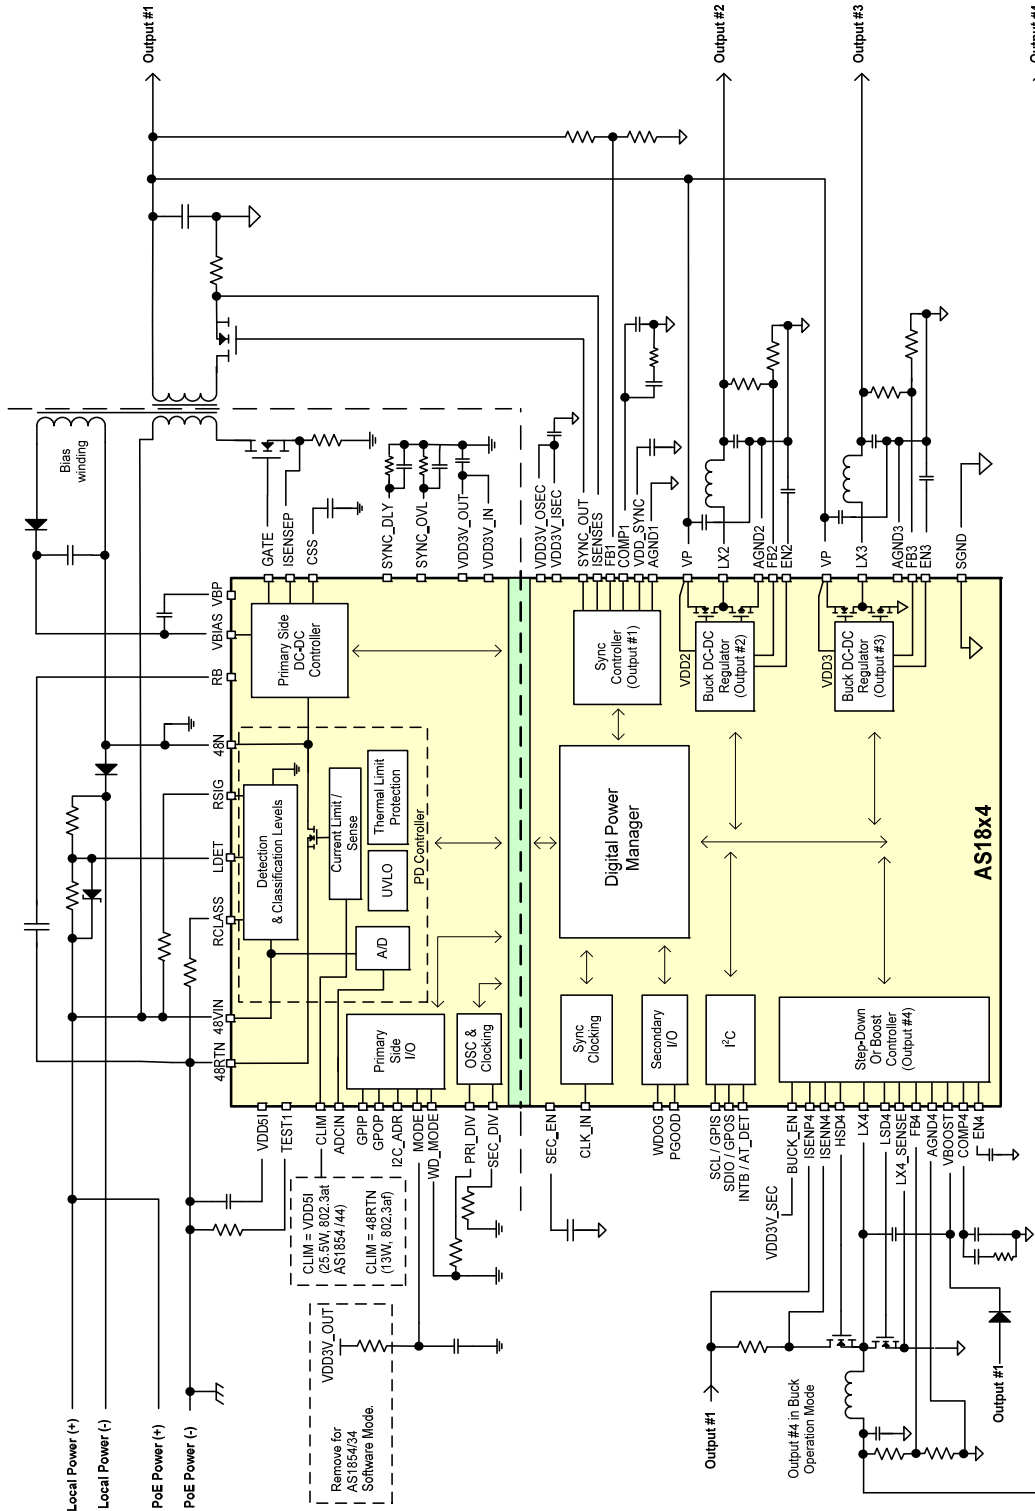 Local Power (+)
Local Power (-)
PoE Power (+)
PoE Power (-)
Output #1
Output #2
Output #3
Bias
winding
48RTN
48VIN
RCLASS
LDET
RSIG
48N
RB
VBIAS
VBP
VDD5I
TEST1
CLIM
ADCIN
GPIP
GPOP
I2C_ADR
MODE
WD_MODE
PRI_DIV
SEC_DIV
CLIM = VDD5I
(25.5W, 802.3at
AS1854 /44)
CLIM = 48RTN
(13W, 802.3af)
VDD3V_OUT
Remove for
AS1854/34
Software Mode.
Detection
& Classification Levels
A/D
UVLO
Current Limit /
Sense
Thermal Limit
Protection
PD Controller
Primary Side
DC-DC
Controller
Primary
Side
I/O
OSC &
Clocking
GATE
ISENSEP
CSS
SYNC_DLY
SYNC_OVL
VDD3V_OUT
VDD3V_IN
VDD3V_OSEC
VDD3V_ISEC
SYNC_OUT
ISENSES
FB1
COMP1
VDD_SYNC
AGND1
VP
LX2
AGND2
FB2
EN2
VP
LX3
AGND3
FB3
EN3
SGND
Sync
Controller
(Output #1)
VDD2
Buck DC-DC
Regulator
(Output #2)
VDD3
Buck DC-DC
Regulator
(Output #3)
Digital Power
Manager
AS18x4
Sync
Clocking
Secondary
I/O
I²C
Step-Down
Or Boost
Controller
(Output #4)
SEC_EN
CLK_IN
WDOG
PGOOD
SCL / GPIS
SDIO / GPOS
INTB / AT_DET
BUCK_EN
ISENP4
ISENN4
HSD4
LX4
LSD4
LX4_SENSE
FB4
AGND4
VBOOST
COMP4
EN4
VDD3V_SEC
Output #1
Output #4 in Buck
Operation Mode
Output #1